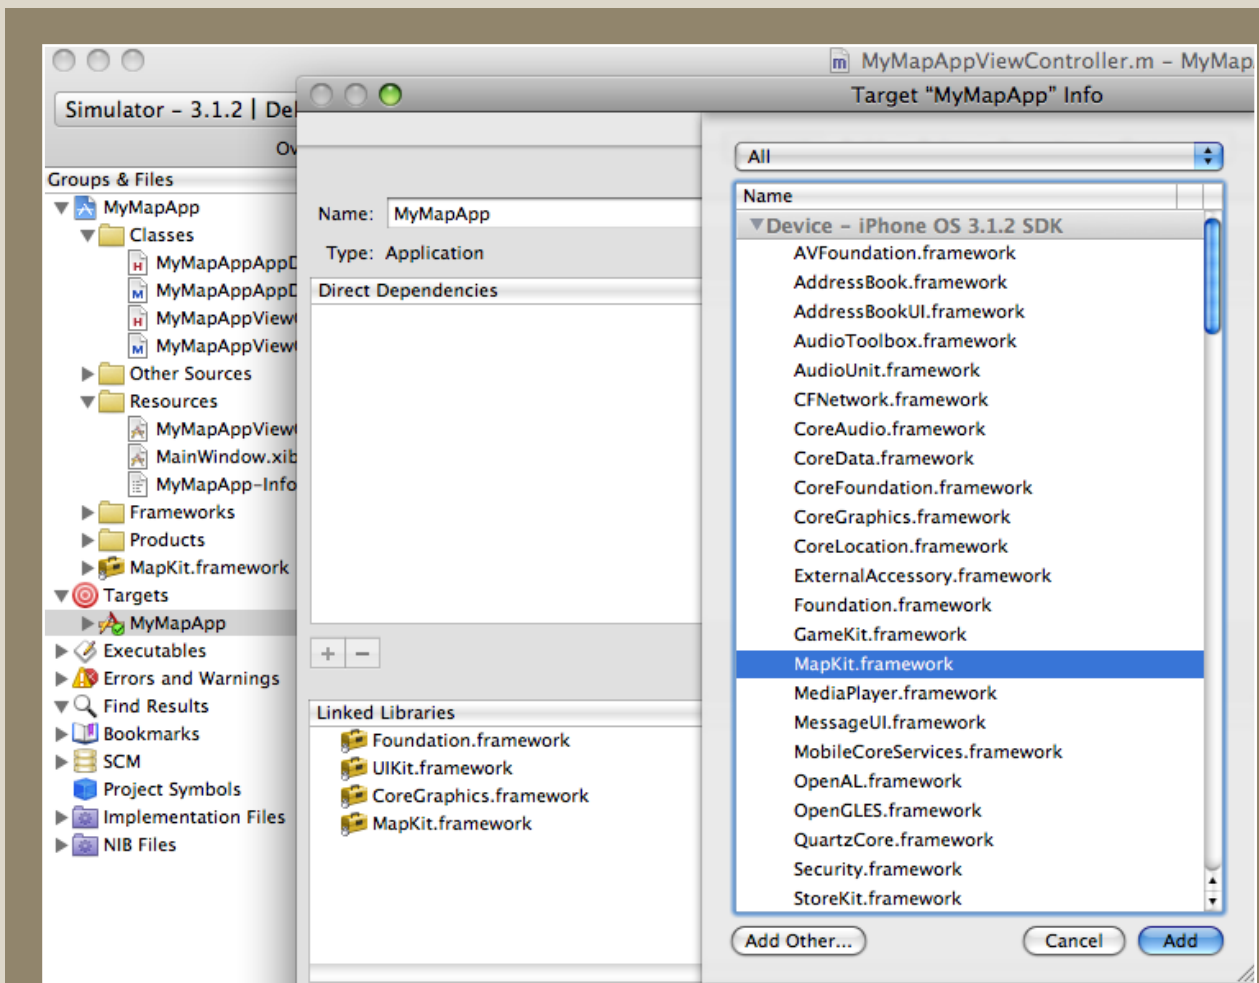 MyMapAppViewController.m – MyMap
Simulator – 3.1.2 | Del
Ov
Groups & Files
MyMapApp
Classes
MyMapAppAppD
MyMapAppAppD
MyMapAppView
MyMapAppView
Other Sources
Resources
MyMapAppView
MainWindow.xib
MyMapApp-Info
Frameworks
Products
MapKit.framework
Targets
MyMapApp
Executables
Errors and Warnings
Find Results
Bookmarks
SCM
Project Symbols
Implementation Files
NIB Files
Target “MyMapApp” Info
Name: MyMapApp
Type: Application
Direct Dependencies
+ −
Linked Libraries
Foundation.framework
UIKit.framework
CoreGraphics.framework
MapKit.framework
All
Name
Device – iPhone OS 3.1.2 SDK
AVFoundation.framework
AddressBook.framework
AddressBookUI.framework
AudioToolbox.framework
AudioUnit.framework
CFNetwork.framework
CoreAudio.framework
CoreData.framework
CoreFoundation.framework
CoreGraphics.framework
CoreLocation.framework
ExternalAccessory.framework
Foundation.framework
GameKit.framework
MapKit.framework
MediaPlayer.framework
MessageUI.framework
MobileCoreServices.framework
OpenAL.framework
OpenGLES.framework
QuartzCore.framework
Security.framework
StoreKit.framework
Add Other...
Cancel
Add